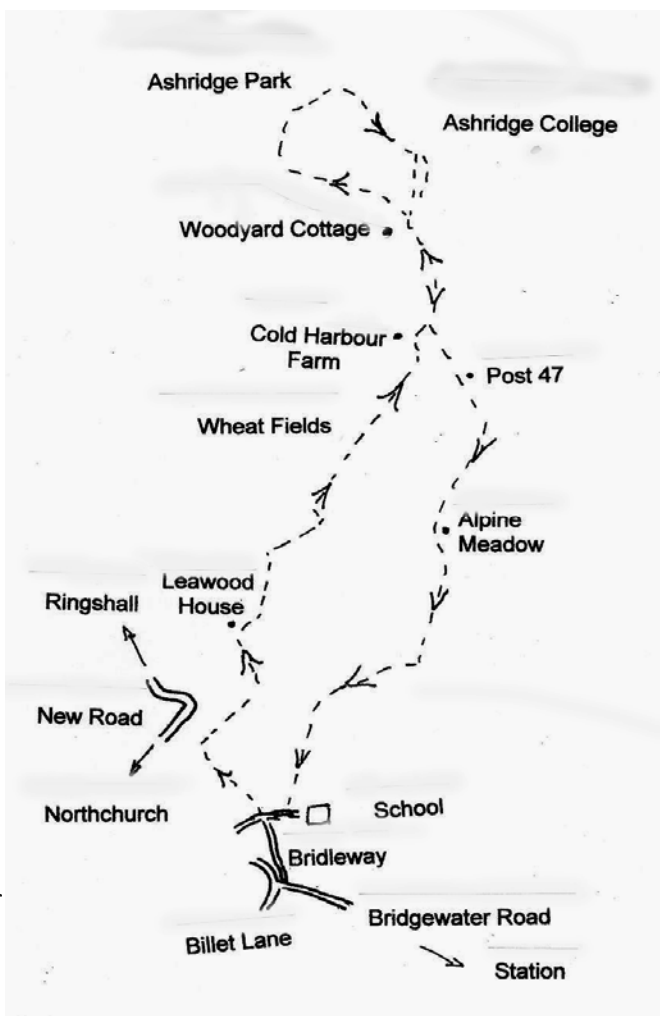 Ashridge Park
Ashridge College
Woodyard Cottage
Cold Harbour
Farm
Post 47
Wheat Fields
Alpine
Meadow
Leawood
House
Ringshall
New Road
Northchurch
School
Bridleway
Bridgewater Road
Billet Lane
Station